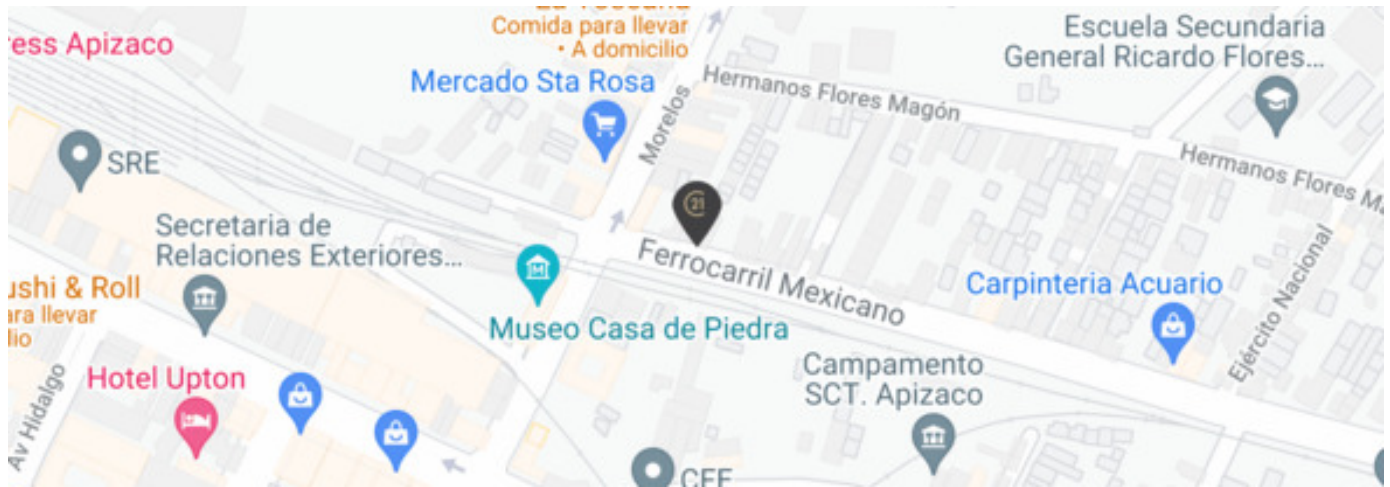 Comida para llevar
• A domicilio
Escuela Secundaria
General Ricardo Flores...
ress Apizaco
Mercado Sta Rosa
Hermanos Flores Magón
Morelos
SRE
Hermanos Flores Ma
21
Secretaria de
Relaciones Exteriores...
Ferrocarril Mexicano
Carpinteria Acuario
Ejército Nacional
ushi & Roll
ara llevar
lio
M
Museo Casa de Piedra
Hotel Upton
Campamento
SCT. Apizaco
Av Hidalgo
CFE